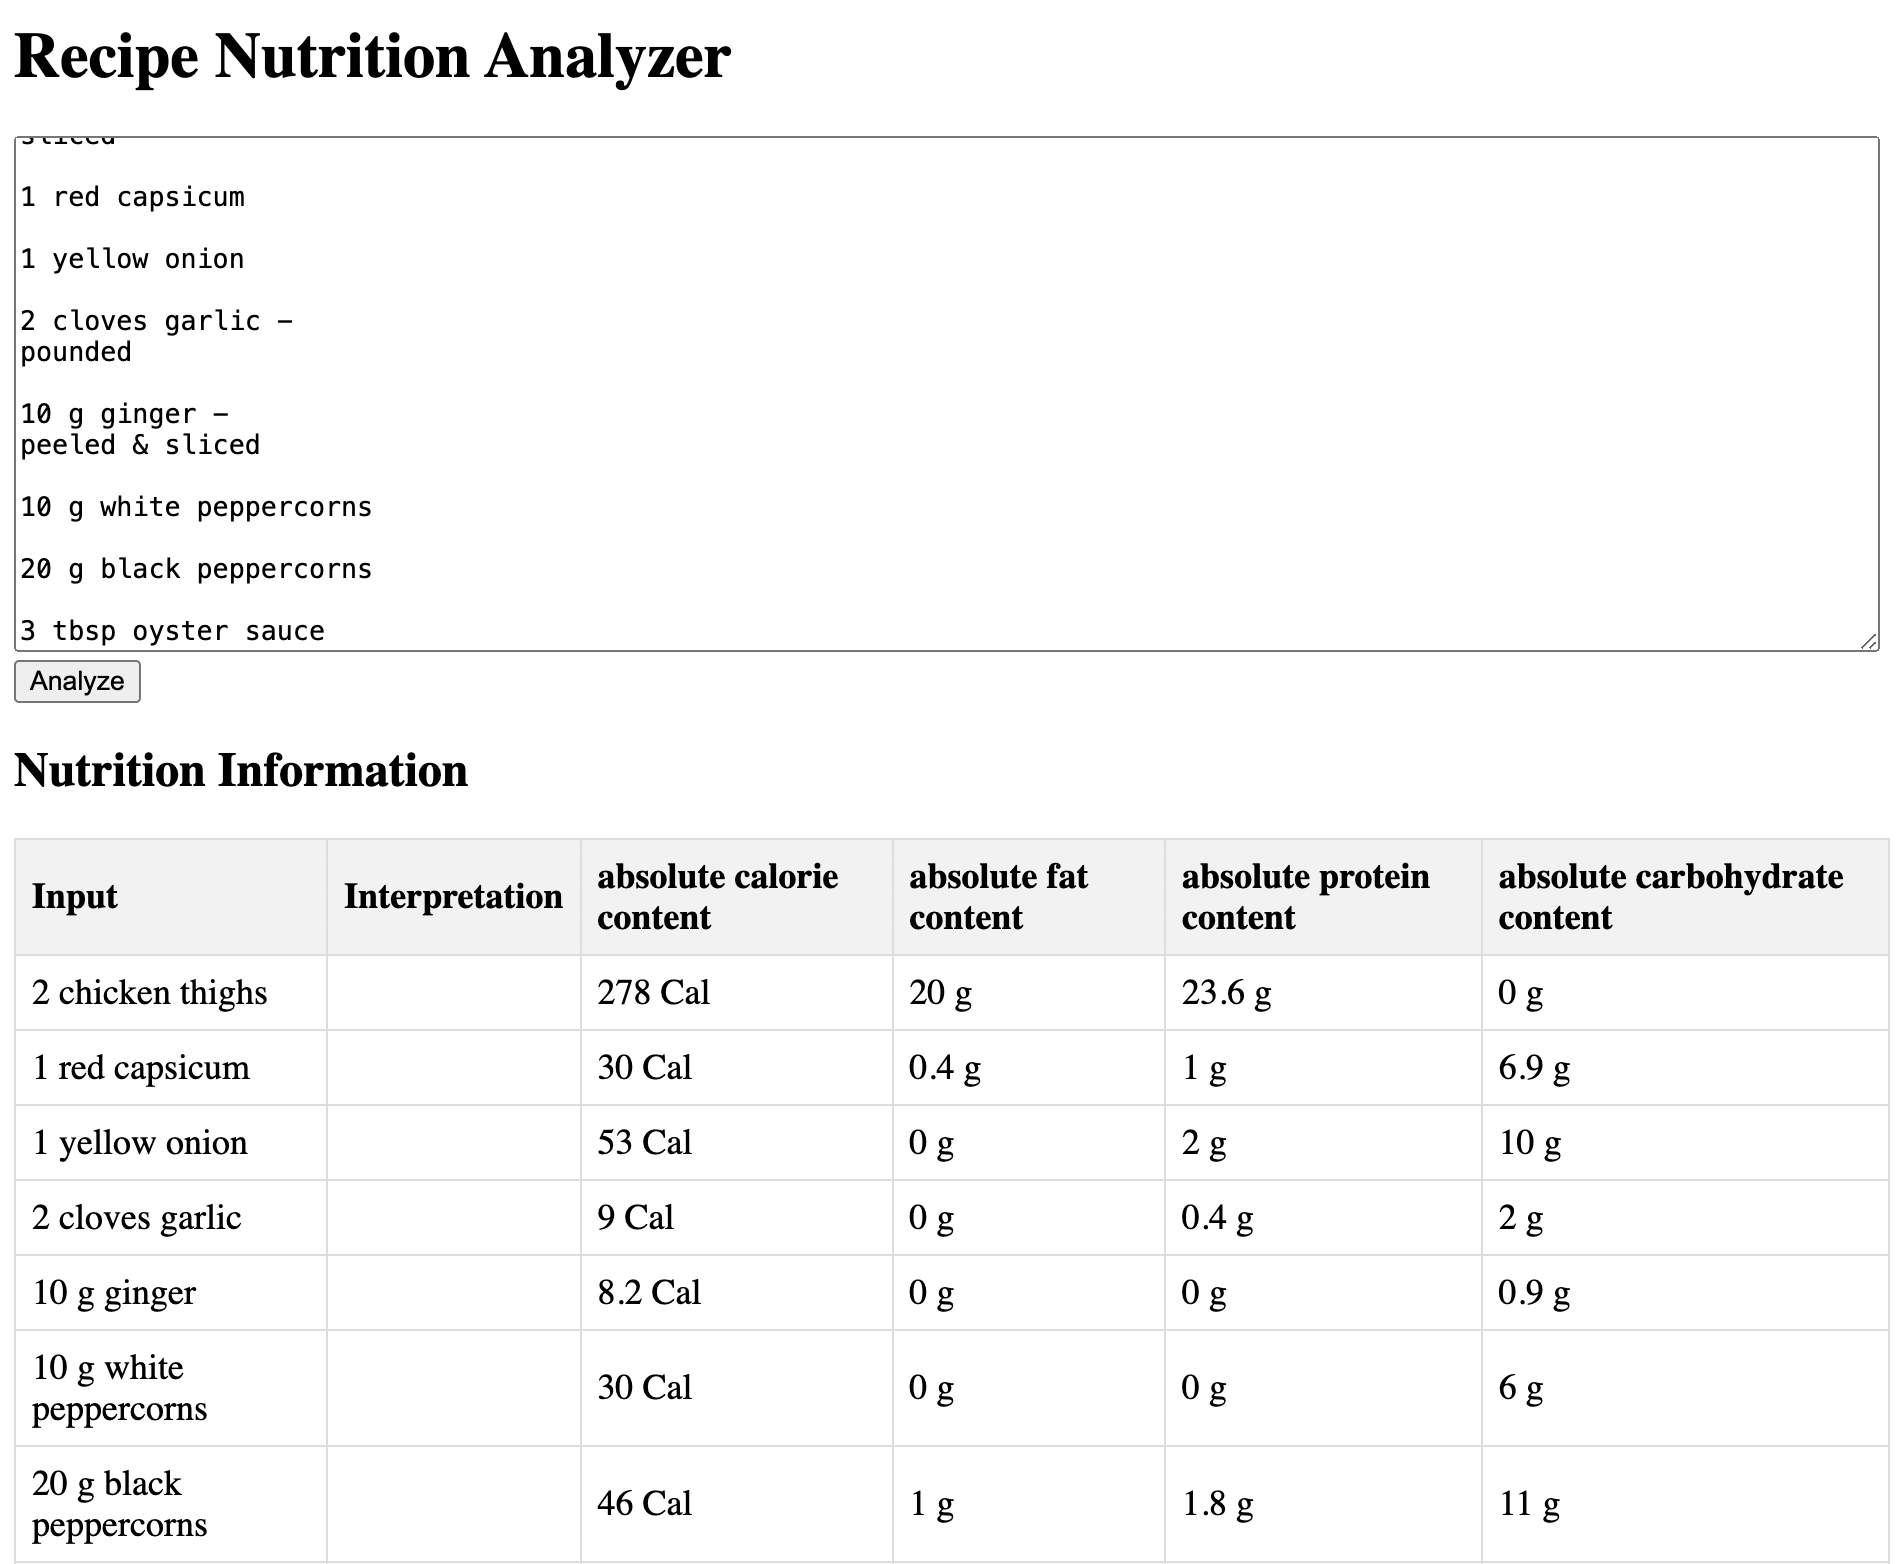 Recipe Nutrition Analyzer
sliced
1 red capsicum
1 yellow onion
2 cloves garlic –
pounded
10 g ginger –
peeled & sliced
10 g white peppercorns
20 g black peppercorns
3 tbsp oyster sauce
Analyze
Nutrition Information
Input Interpretation absolute calorie content absolute fat content absolute protein content absolute carbohydrate content
2 chicken thighs 278 Cal 20 g 23.6 g 0 g
1 red capsicum 30 Cal 0.4 g 1 g 6.9 g
1 yellow onion 53 Cal 0 g 2 g 10 g
2 cloves garlic 9 Cal 0 g 0.4 g 2 g
10 g ginger 8.2 Cal 0 g 0 g 0.9 g
10 g white peppercorns 30 Cal 0 g 0 g 6 g
20 g black peppercorns 46 Cal 1 g 1.8 g 11 g